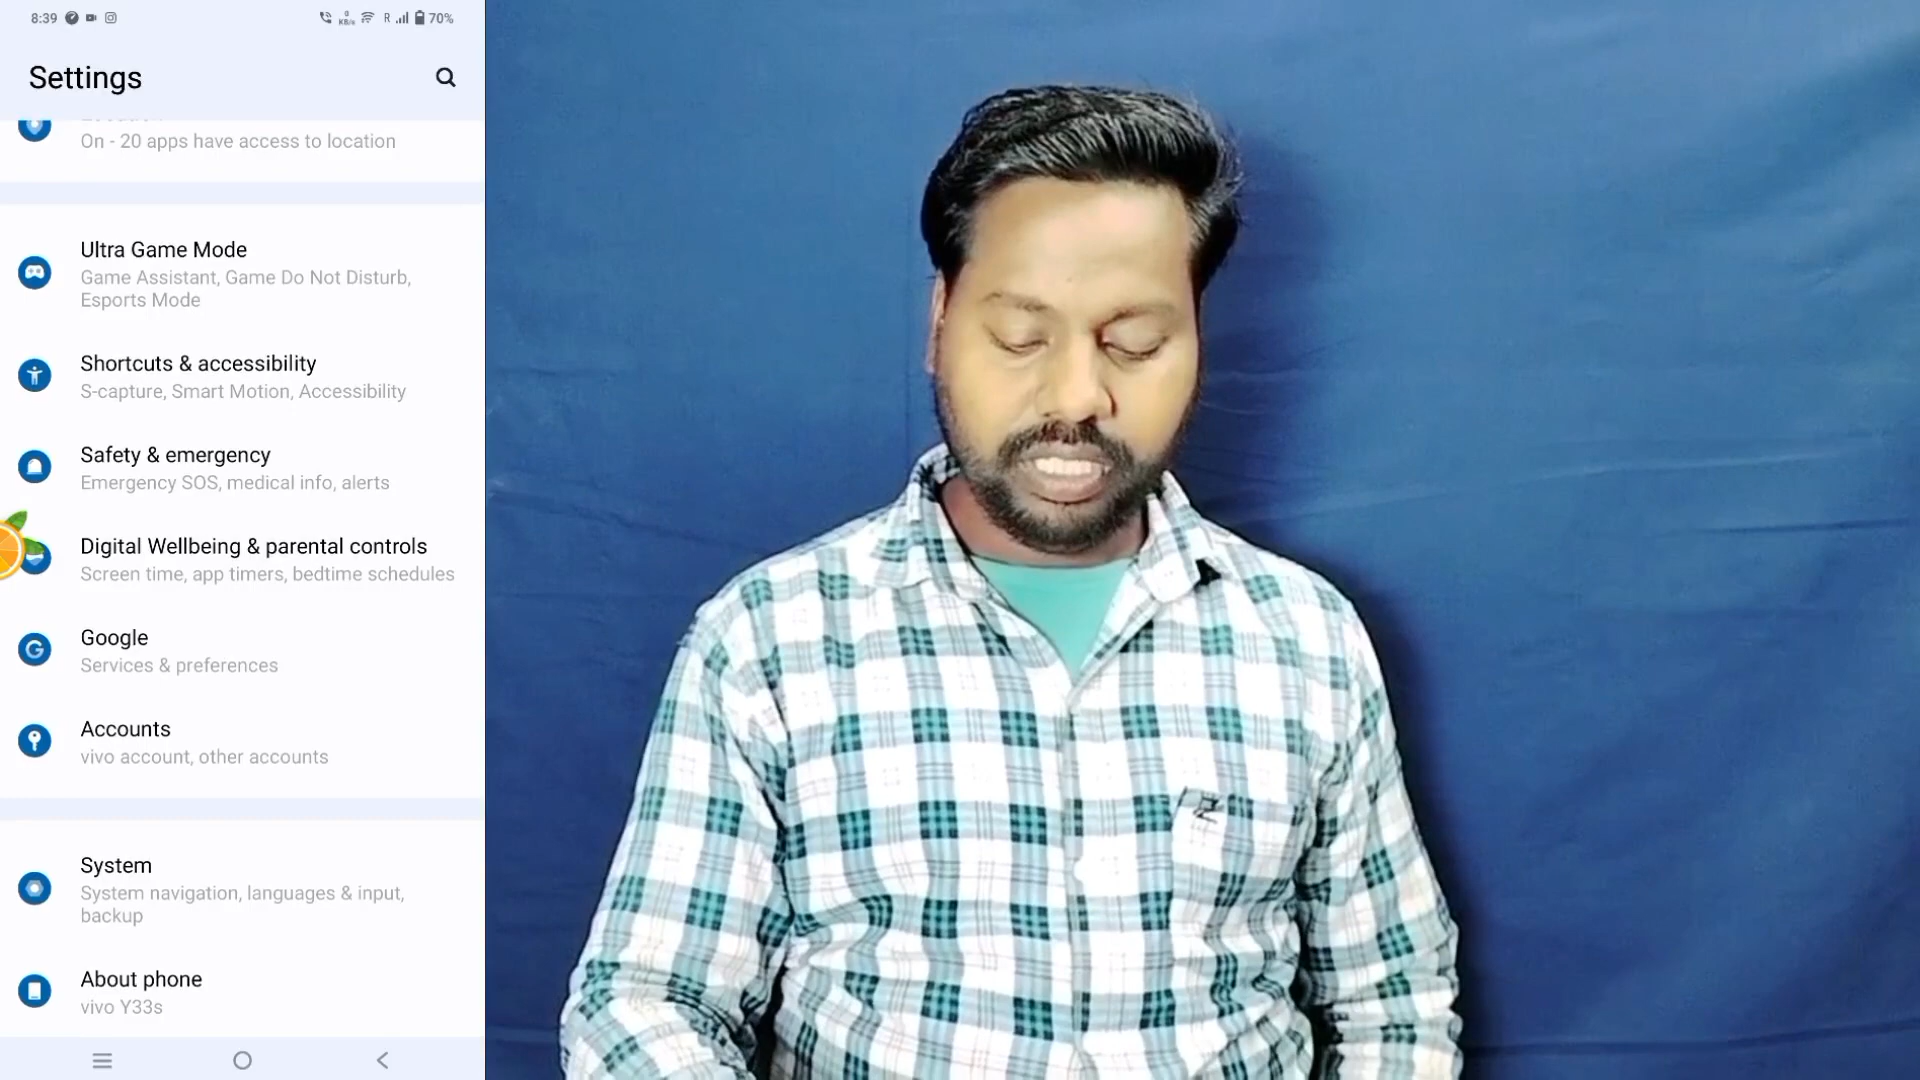 8:39
0
KB/s
R
70%
Settings
On - 20 apps have access to location
Ultra Game Mode
Game Assistant, Game Do Not Disturb,
Esports Mode
Shortcuts & accessibility
S-capture, Smart Motion, Accessibility
Safety & emergency
Emergency SOS, medical info, alerts
Digital Wellbeing & parental controls
Screen time, app timers, bedtime schedules
Google
Services & preferences
Accounts
vivo account, other accounts
System
System navigation, languages & input,
backup
About phone
vivo Y33s